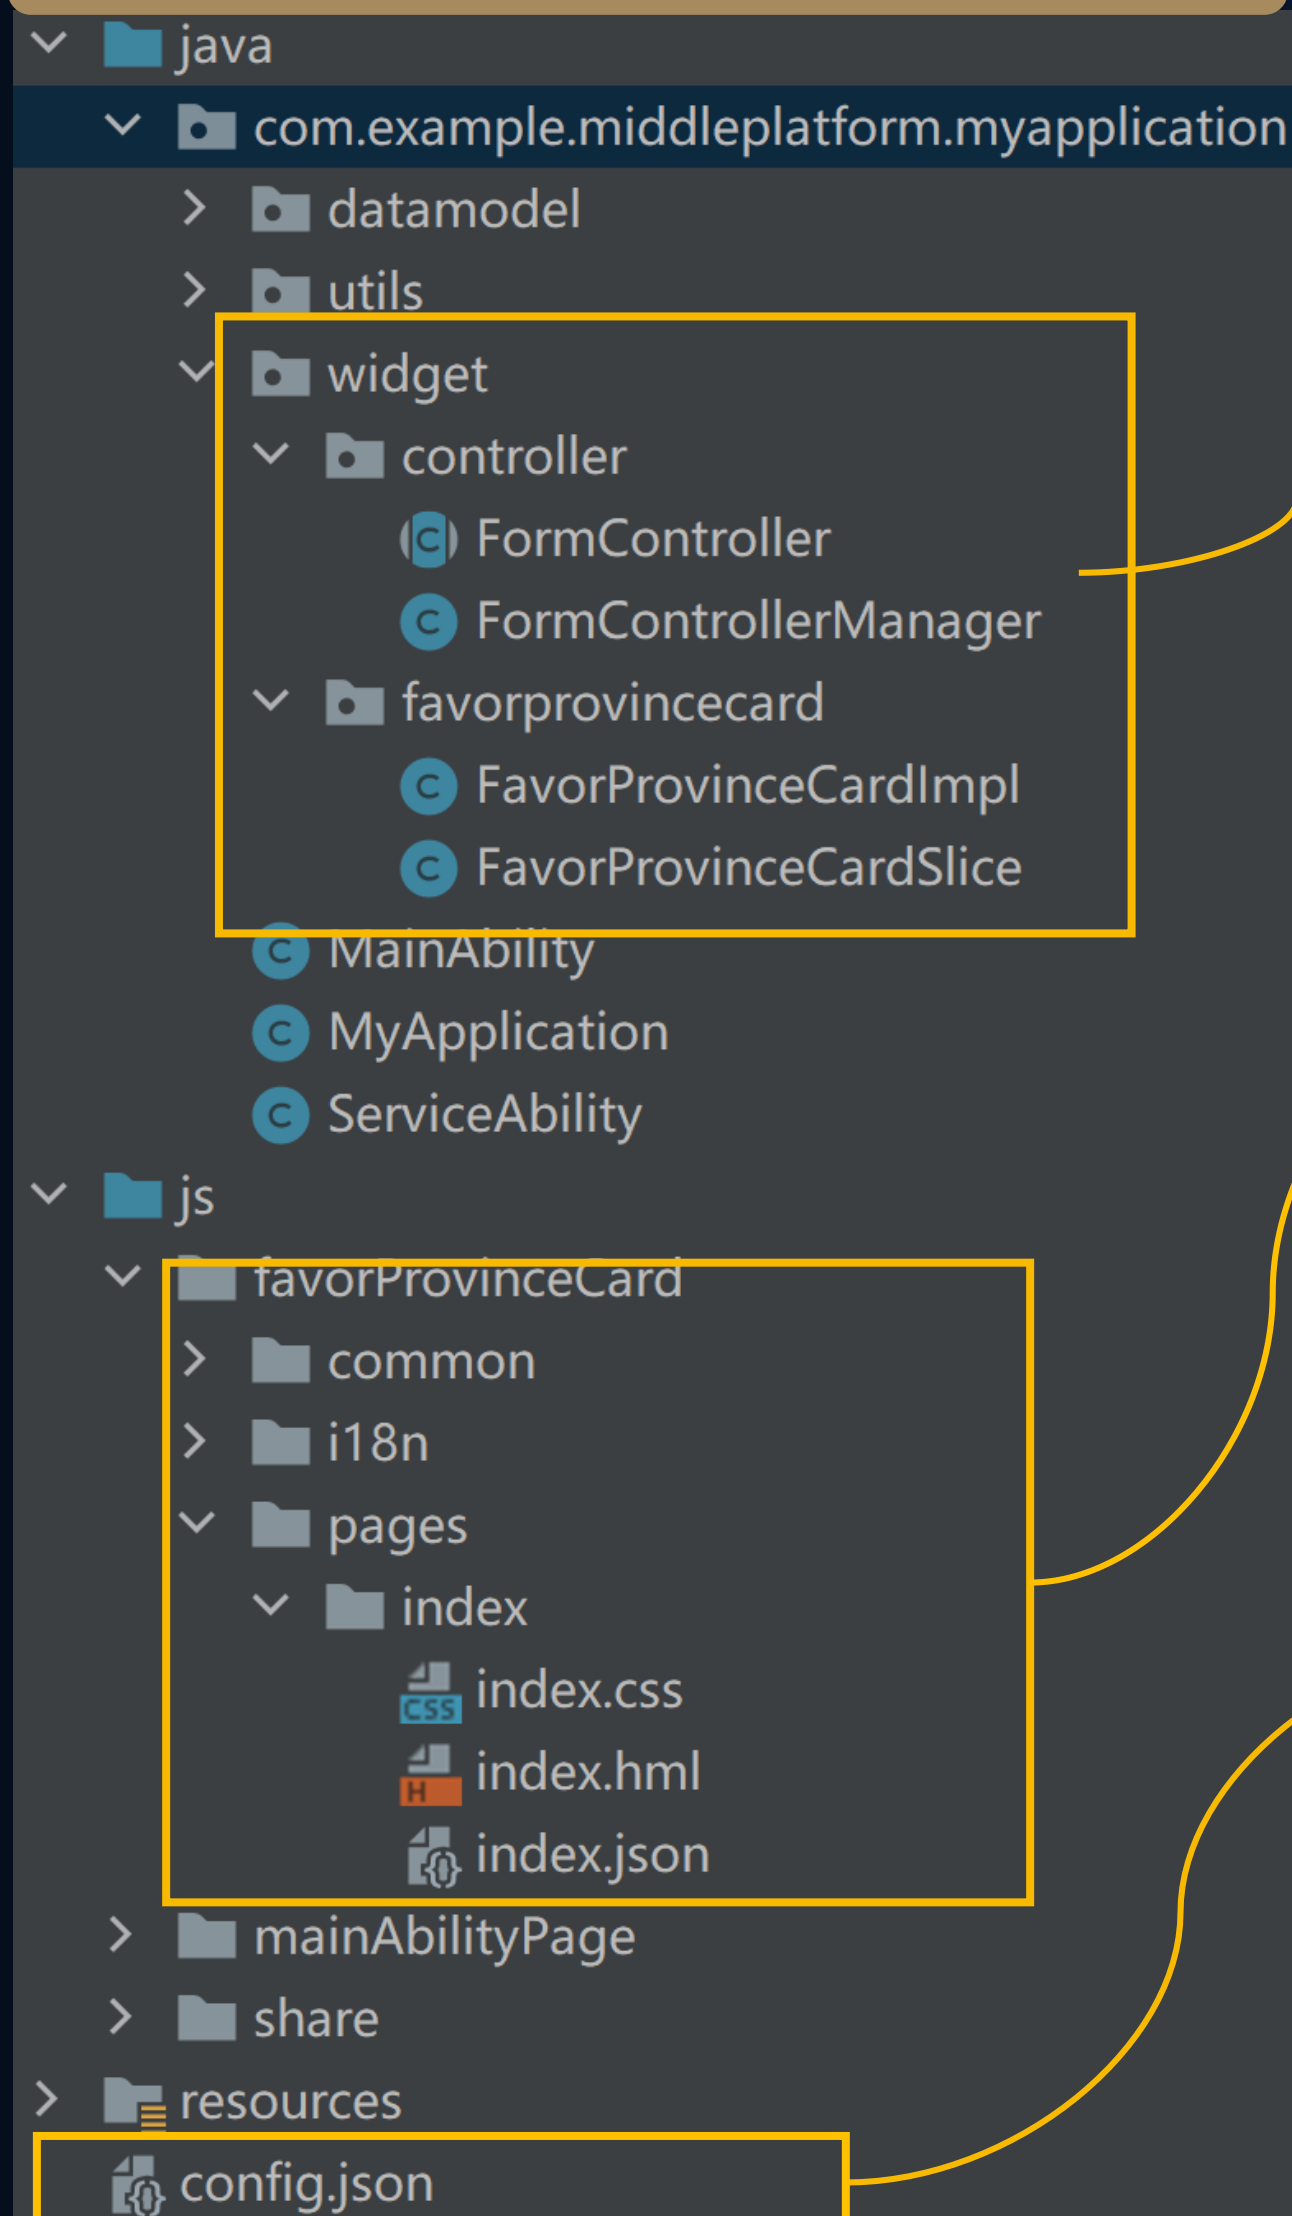 java
com.example.middleplatform.myapplication
datamodel
utils
widget
controller
C FormController
C FormControllerManager
favorprovincecard
C FavorProvinceCardImpl
C FavorProvinceCardSlice
C MainAbility
C MyApplication
C ServiceAbility
js
favorProvinceCard
common
i18n
pages
index
CSS index.css
H index.hml
{} index.json
mainAbilityPage
share
resources
{} config.json